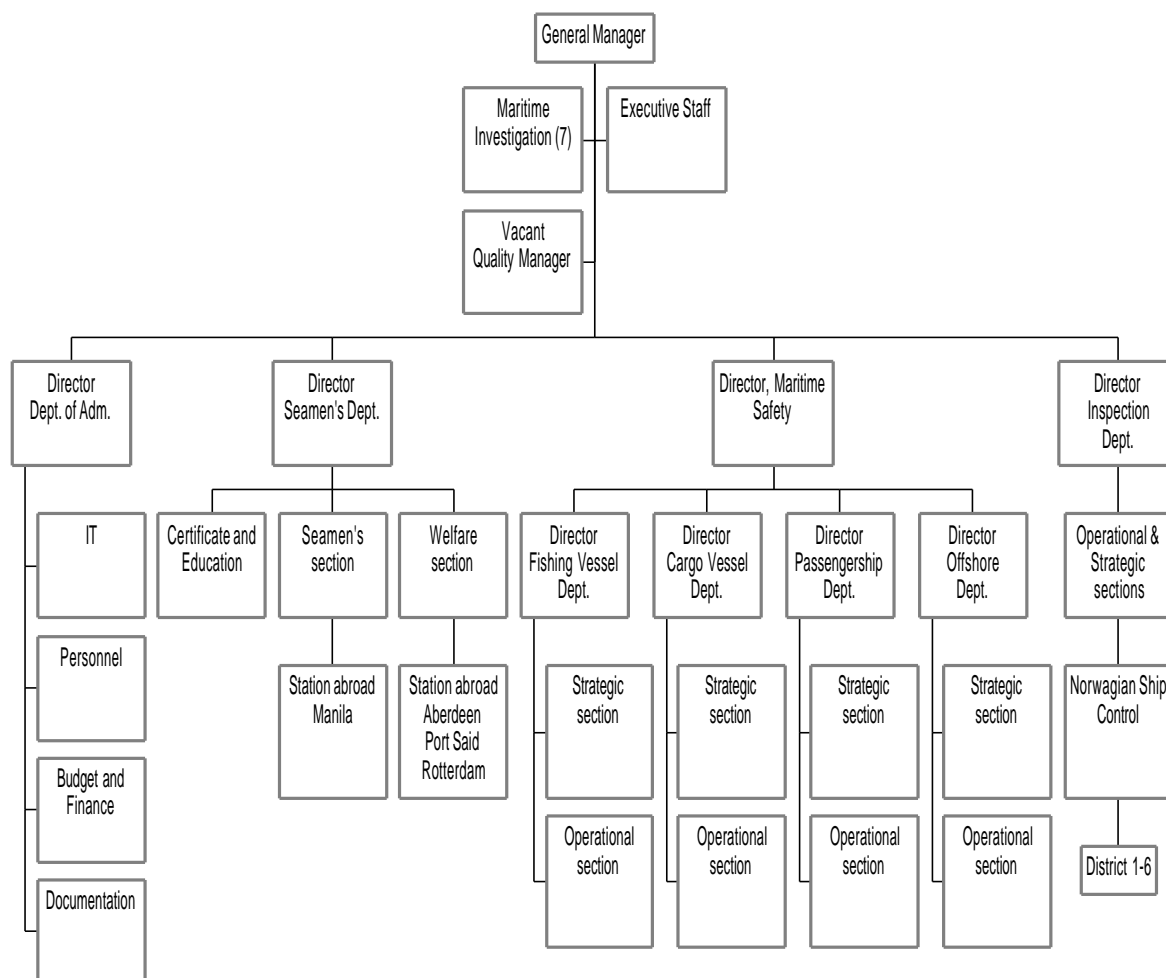 General Manager
Maritime
Investigation (7)
Executive Staff
Vacant
Quality Manager
Director
Dept. of Adm.
Director
Seamen's Dept.
Director, Maritime
Safety
Director
Inspection
Dept.
IT
Certificate and
Education
Seamen's
section
Welfare
section
Director
Fishing Vessel
Dept.
Director
Cargo Vessel
Dept.
Director
Passengership
Dept.
Director
Offshore
Dept.
Operational &
Strategic
sections
Personnel
Station abroad
Manila
Station abroad
Aberdeen
Port Said
Rotterdam
Strategic
section
Strategic
section
Strategic
section
Strategic
section
Norwegian Ship
Control
Budget and
Finance
Operational
section
Operational
section
Operational
section
Operational
section
District 1-6
Documentation